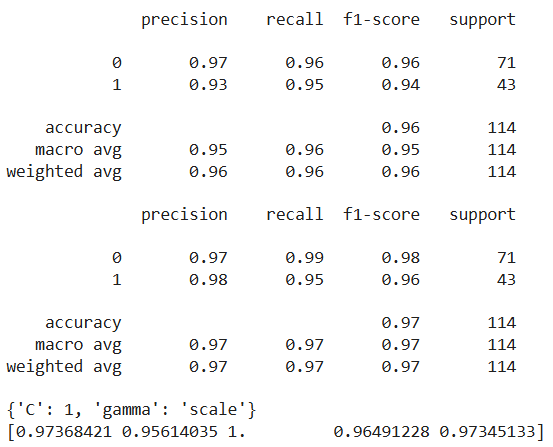 precision    recall  f1-score   support

           0       0.97      0.96      0.96        71
           1       0.93      0.95      0.94        43

    accuracy                           0.96       114
   macro avg       0.95      0.96      0.95       114
weighted avg       0.96      0.96      0.96       114

              precision    recall  f1-score   support

           0       0.97      0.99      0.98        71
           1       0.98      0.95      0.96        43

    accuracy                           0.97       114
   macro avg       0.97      0.97      0.97       114
weighted avg       0.97      0.97      0.97       114

{'C': 1, 'gamma': 'scale'}
[0.97368421 0.95614035 1.         0.96491228 0.97345133]